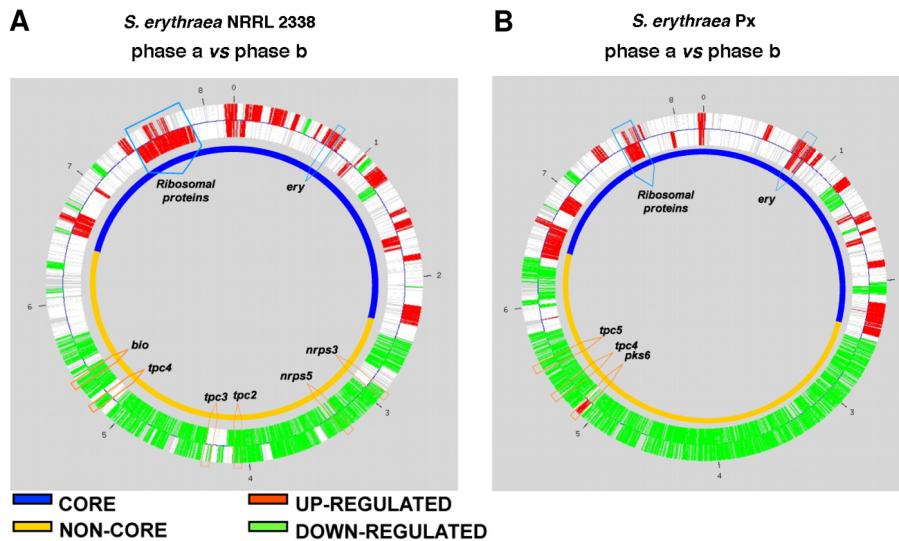 A
S. erythraea NRRL 2338
phase a vs phase b
0
1
2
3
4
5
6
7
8
Ribosomal
proteins
ery
bio
tpc4
tpc3
tpc2
nrps5
nrps3
B
S. erythraea Px
phase a vs phase b
0
1
2
3
4
5
6
7
8
Ribosomal
proteins
ery
tpc5
tpc4
pks6
CORE
NON-CORE
UP-REGULATED
DOWN-REGULATED